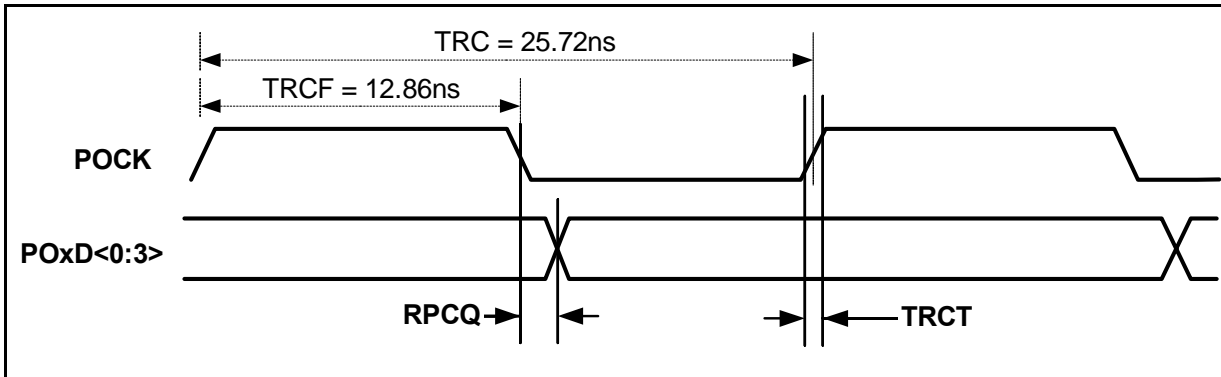 TRC = 25.72ns
TRCF = 12.86ns
POCK
POxD<0:3>
RPCQ
TRCT